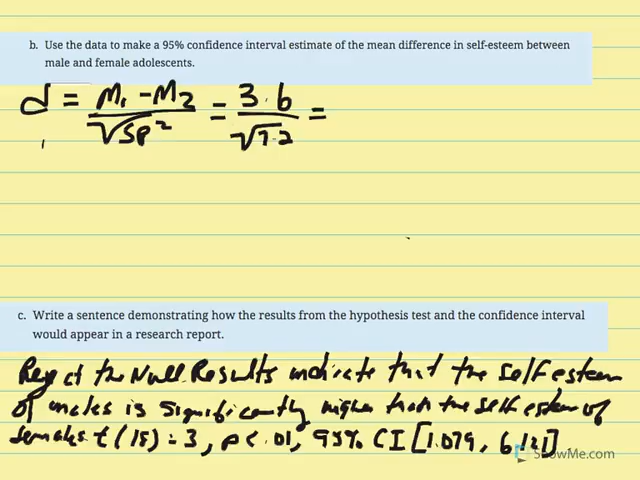 b. Use the data to make a 95% confidence interval estimate of the mean difference in self-esteem between
male and female adolescents.
d = M₁ - M₂ / √Sp² = 3.6 / √7.2 =
c. Write a sentence demonstrating how the results from the hypothesis test and the confidence interval
would appear in a research report.
Reject the Null. Results indicate that the self esteem
of males is significantly higher than the self esteem of
females t(15) = 3, p < .01, 95% CI [1.079, 6.121].
ShowMe.com